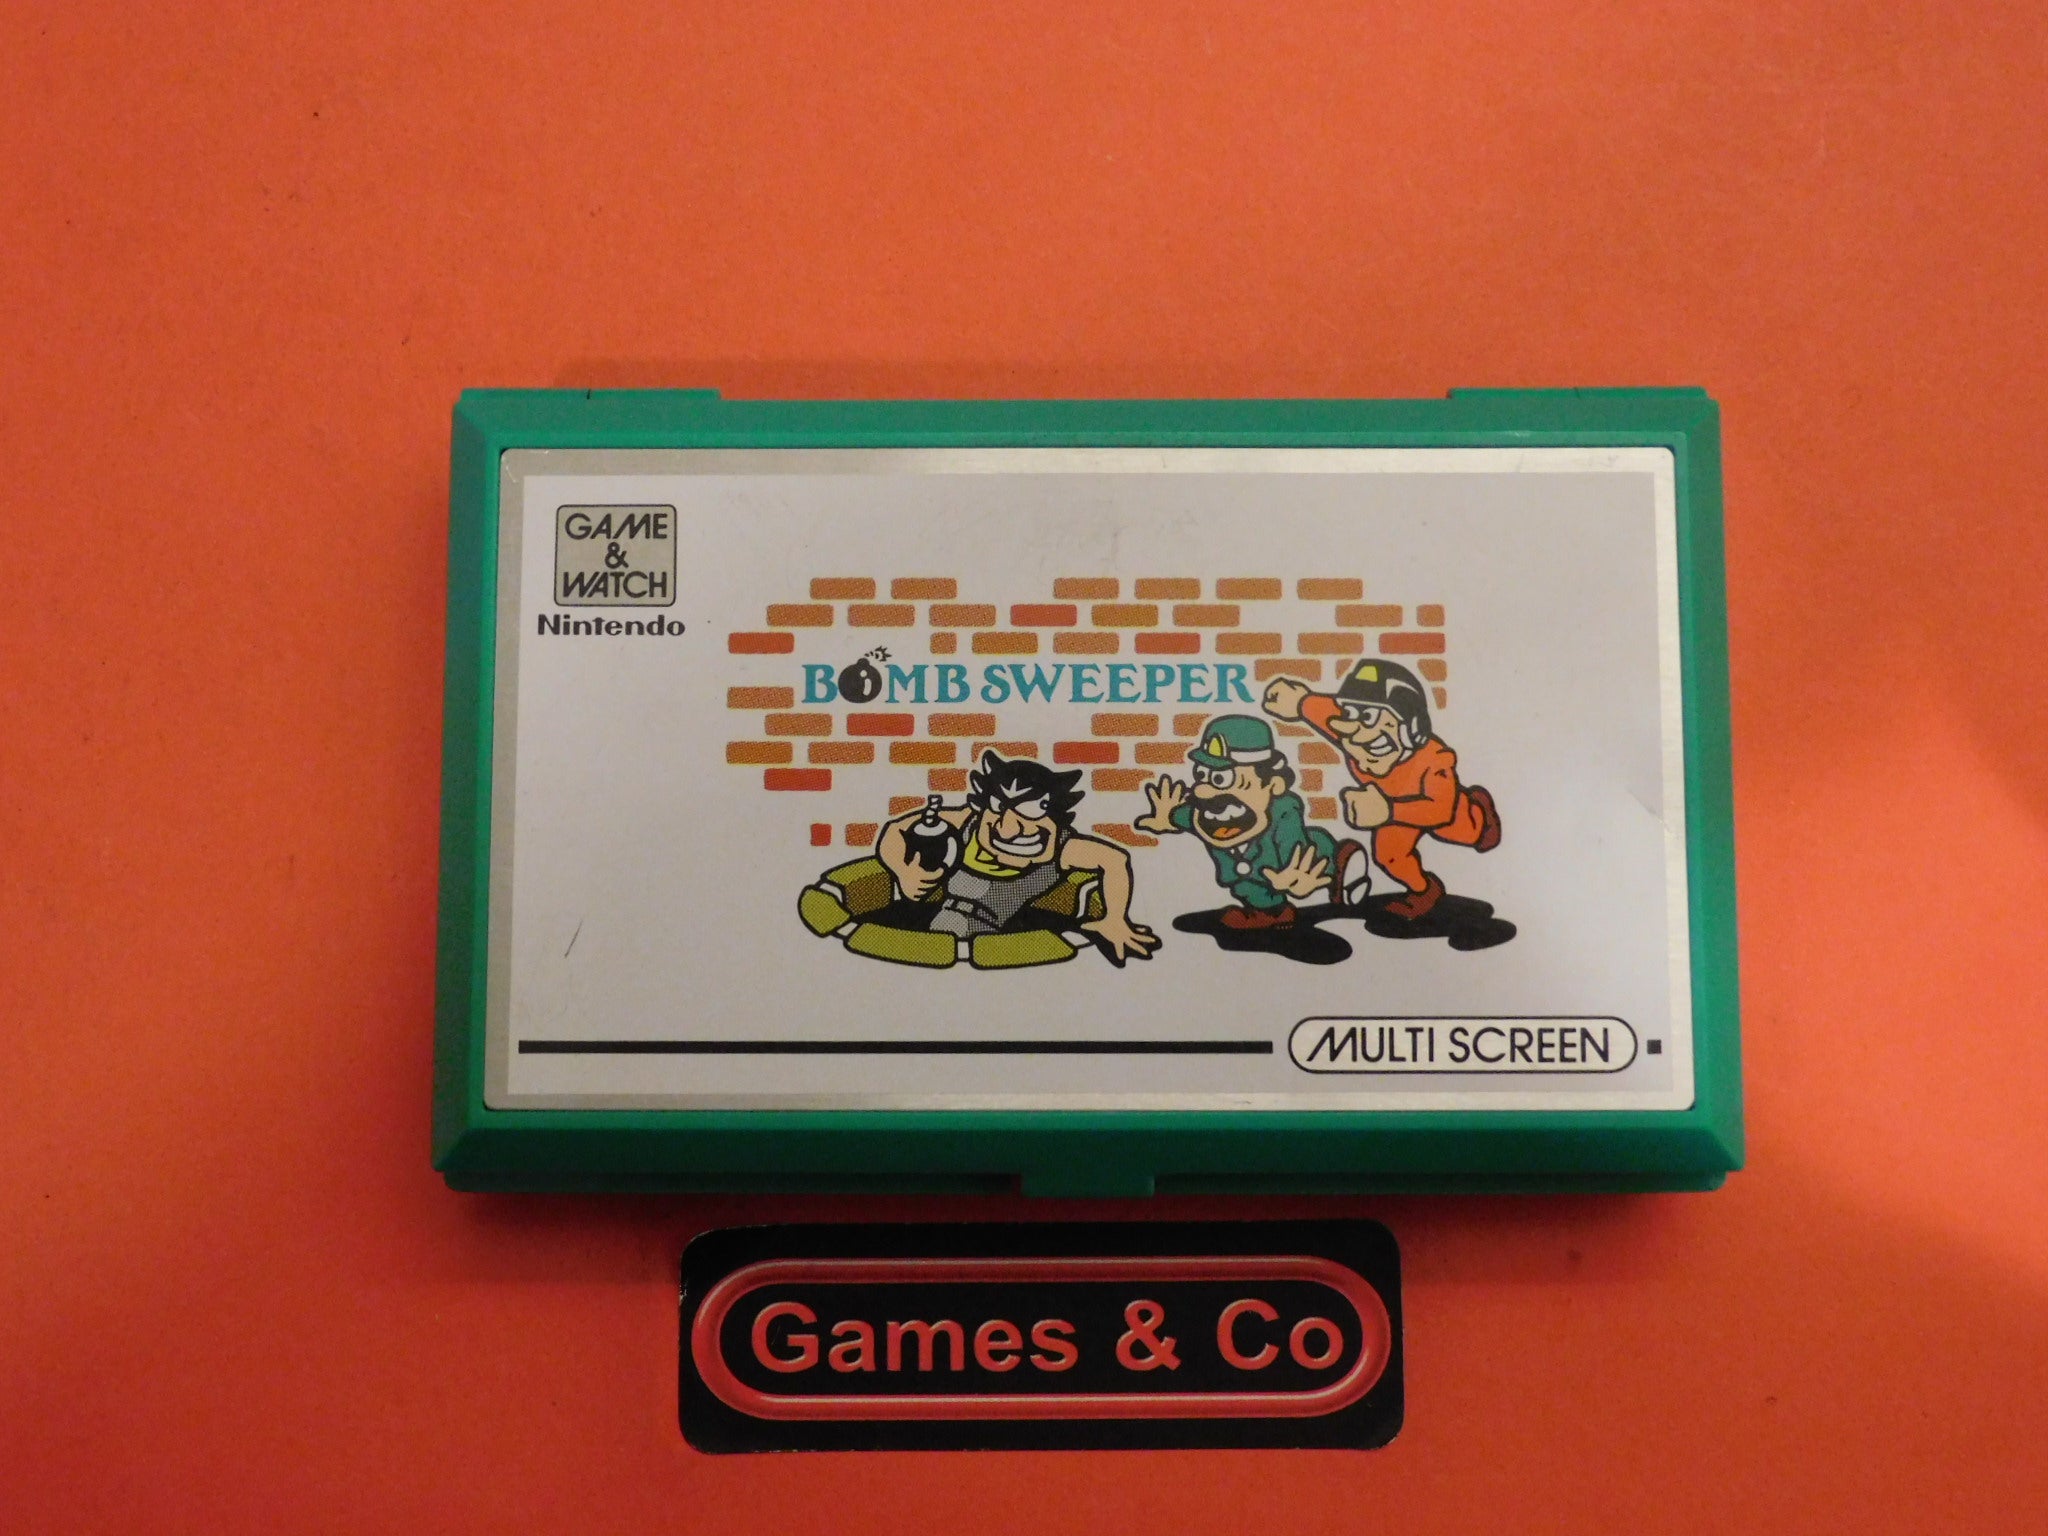 GAME
&
WATCH
Nintendo
BOMB SWEEPER
MULTI SCREEN
Games & Co